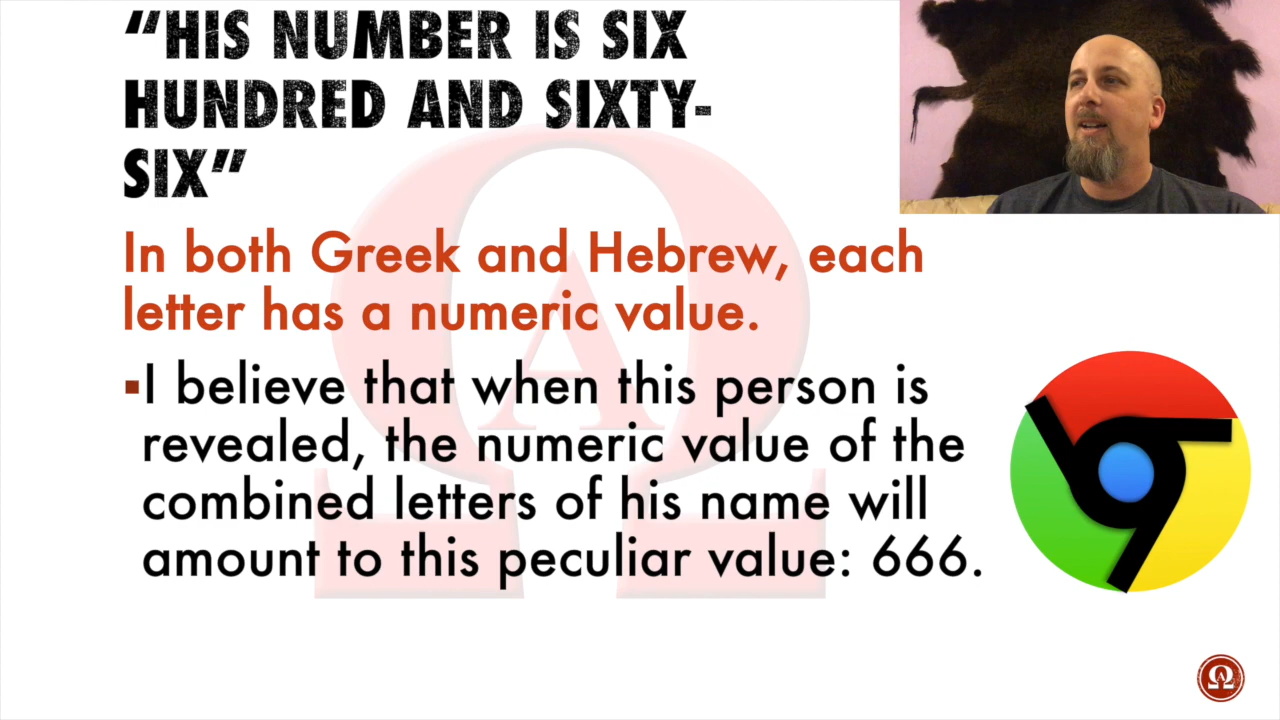 “HIS NUMBER IS SIX
HUNDRED AND SIXTY-
SIX”
In both Greek and Hebrew, each
letter has a numeric value.
▪I believe that when this person is
revealed, the numeric value of the
combined letters of his name will
amount to this peculiar value: 666.